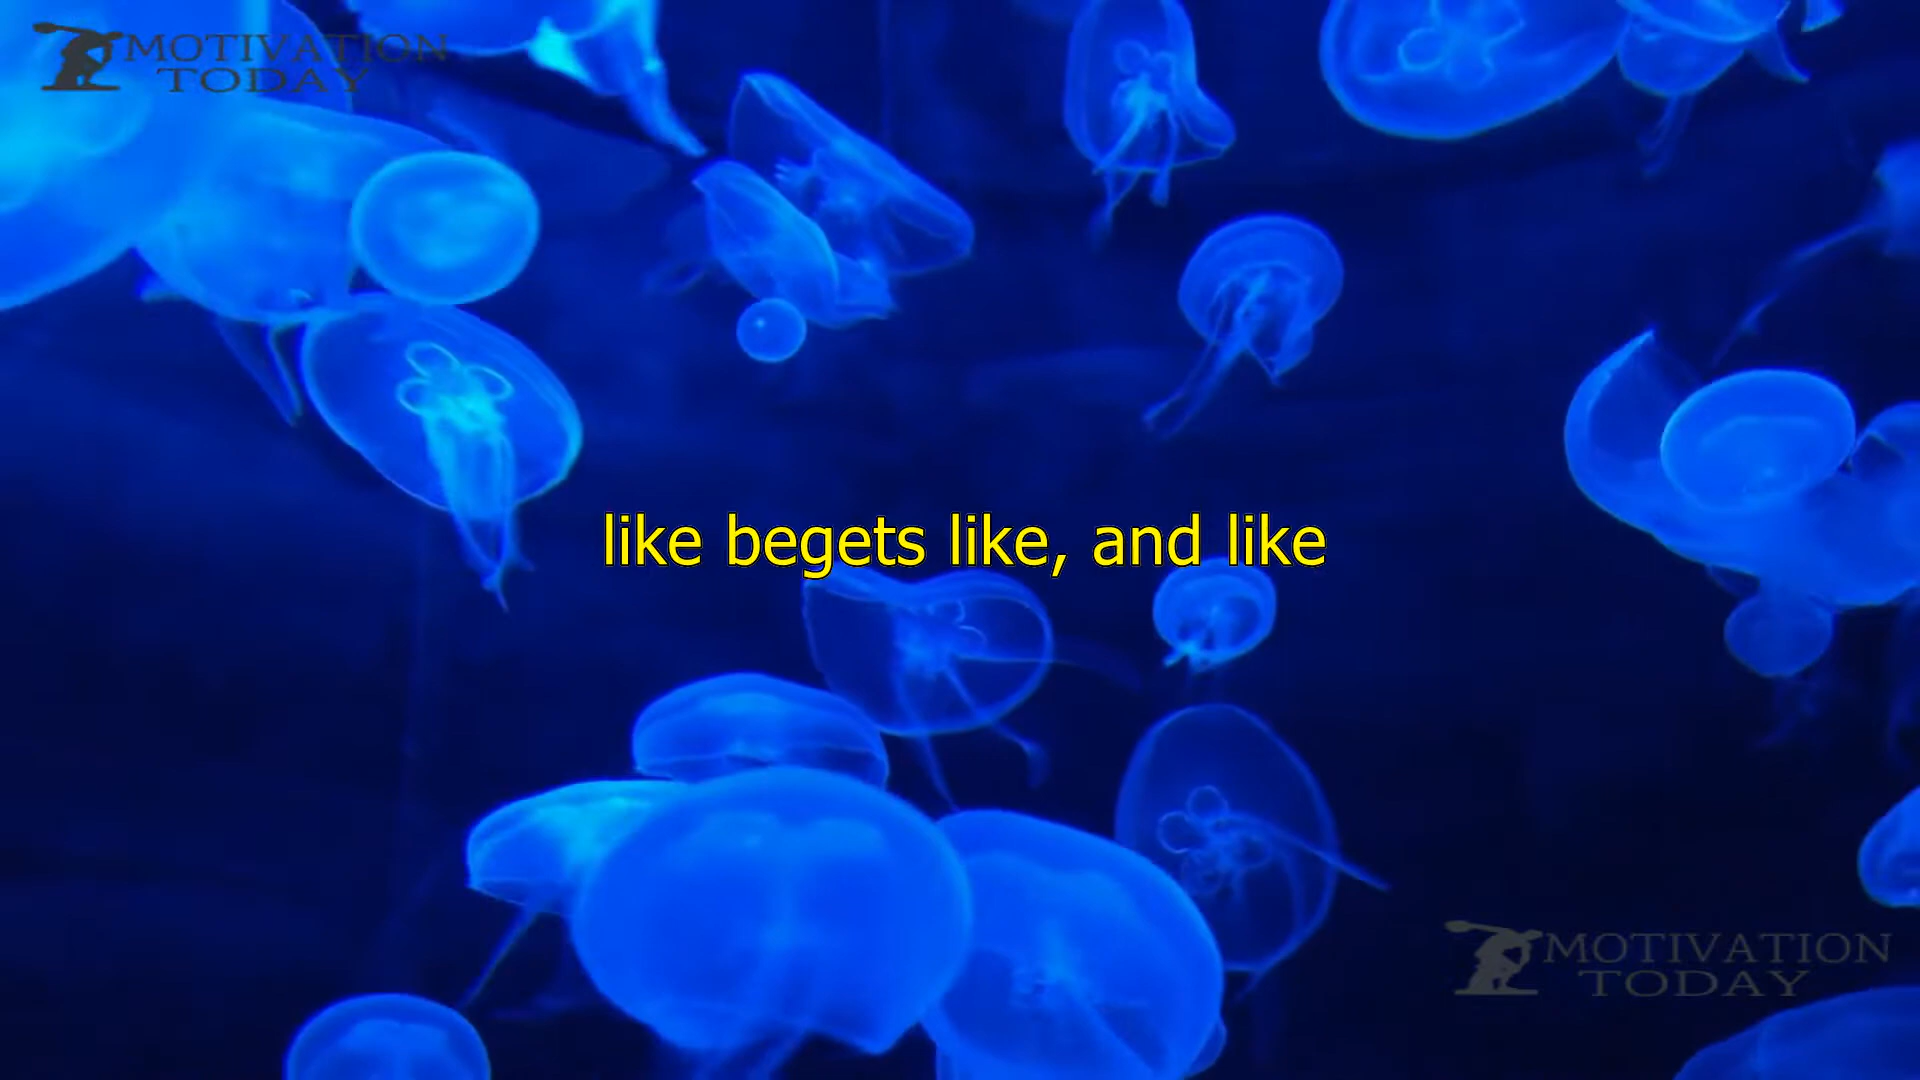 MOTIVATION
TODAY
like begets like, and like
MOTIVATION
TODAY